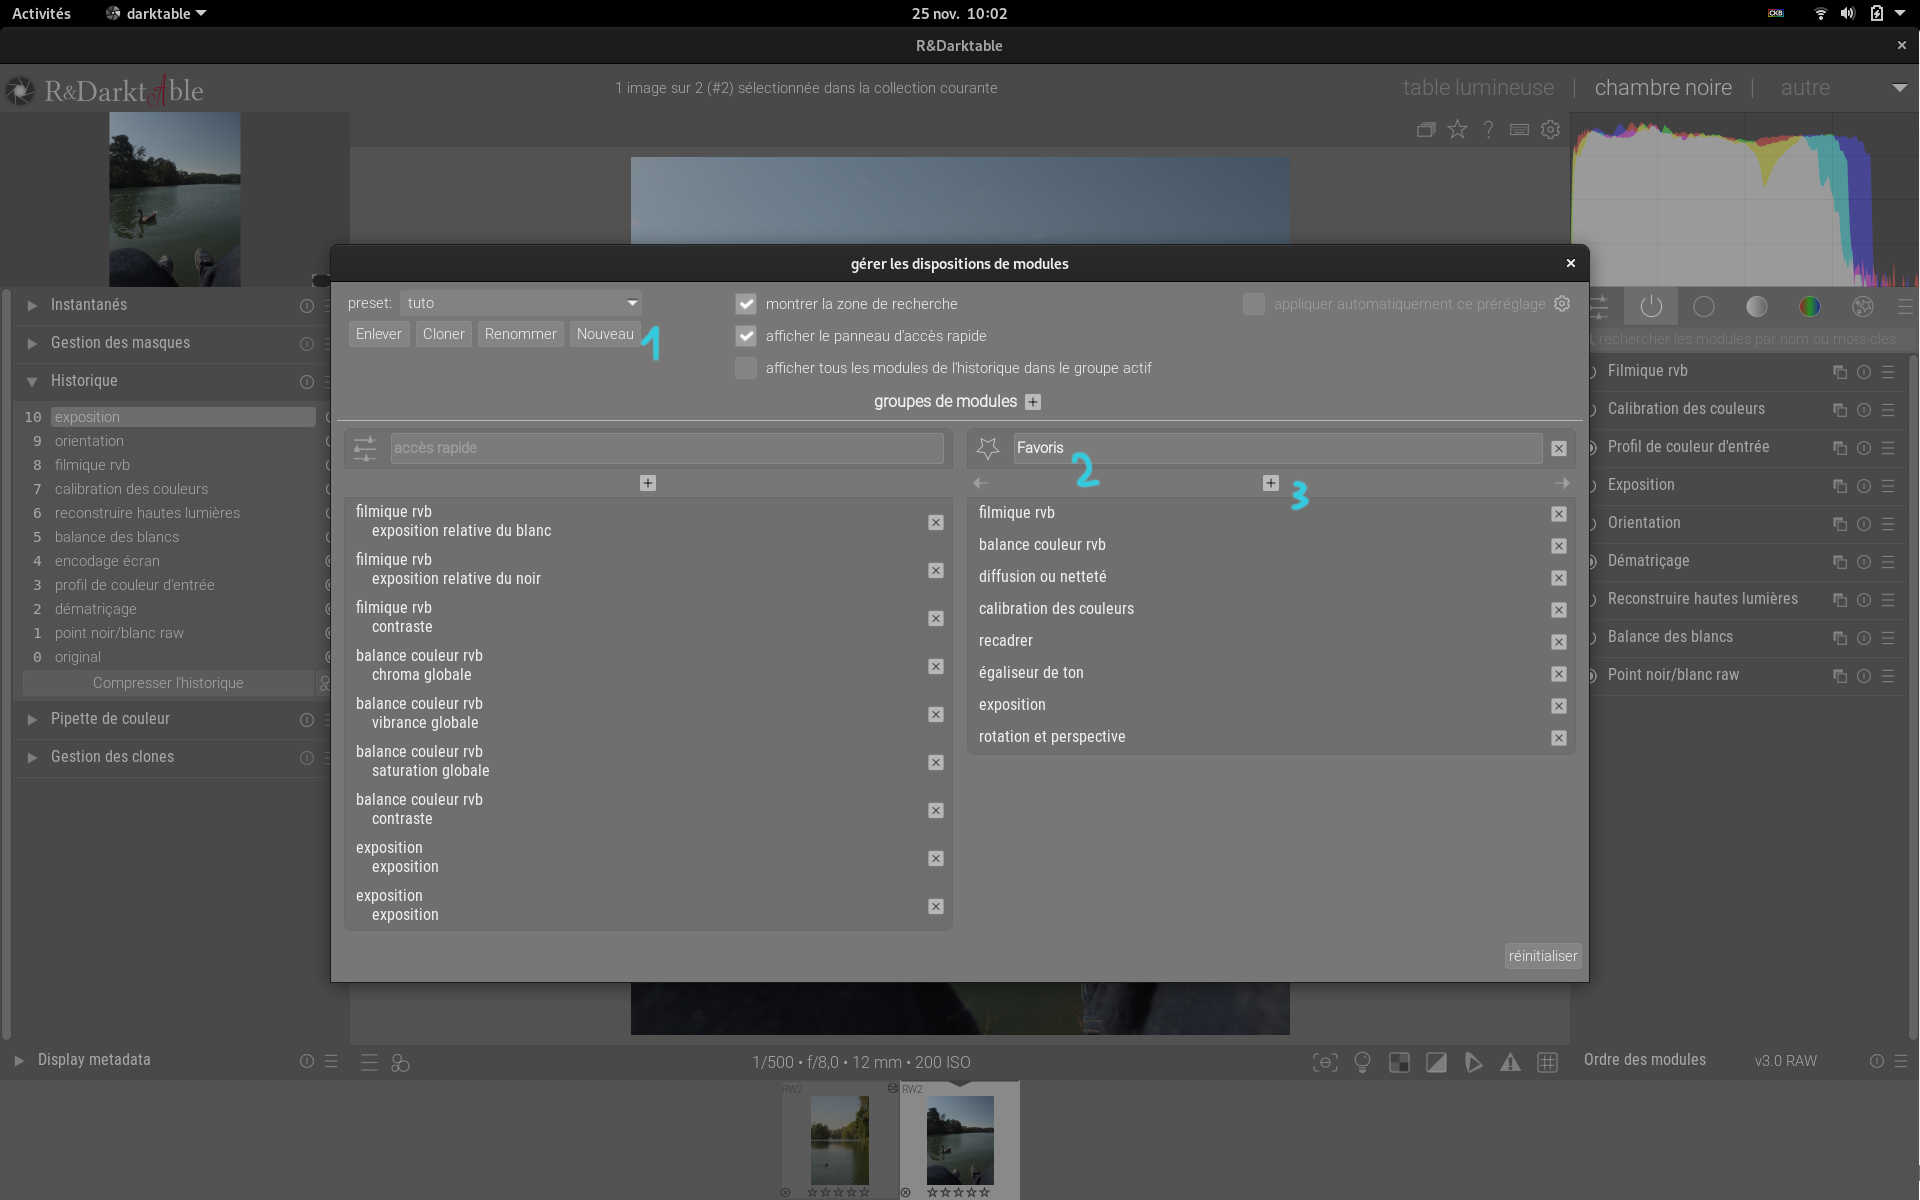 Activités darktable 25 nov. 10:02 CKB
R&Darktable
R&DarktAble 1 image sur 2 (#2) sélectionnée dans la collection courante table lumineuse | chambre noire | autre
gérer les dispositions de modules
preset: tuto
Enlever Cloner Renommer Nouveau 1
montrer la zone de recherche
afficher le panneau d'accès rapide
afficher tous les modules de l'historique dans le groupe actif
appliquer automatiquement ce préréglage
groupes de modules
accès rapide
filmique rvb
exposition relative du blanc
filmique rvb
exposition relative du noir
filmique rvb
contraste
balance couleur rvb
chroma globale
balance couleur rvb
vibrance globale
balance couleur rvb
saturation globale
balance couleur rvb
contraste
exposition
exposition
exposition
exposition
Favoris 2
3
filmique rvb
balance couleur rvb
diffusion ou netteté
calibration des couleurs
recadrer
égaliseur de ton
exposition
rotation et perspective
réinitialiser
Instantanés
Gestion des masques
Historique
10 exposition
9 orientation
8 filmique rvb
7 calibration des couleurs
6 reconstruire hautes lumières
5 balance des blancs
4 encodage écran
3 profil de couleur d'entrée
2 dématriçage
1 point noir/blanc raw
0 original
Compresser l'historique
Pipette de couleur
Gestion des clones
Display metadata
rechercher les modules par nom ou mots-clés
Filmique rvb
Calibration des couleurs
Profil de couleur d'entrée
Exposition
Orientation
Dématriçage
Reconstruire hautes lumières
Balance des blancs
Point noir/blanc raw
1/500 • f/8,0 • 12 mm • 200 ISO
Ordre des modules v3.0 RAW
RW2 RW2